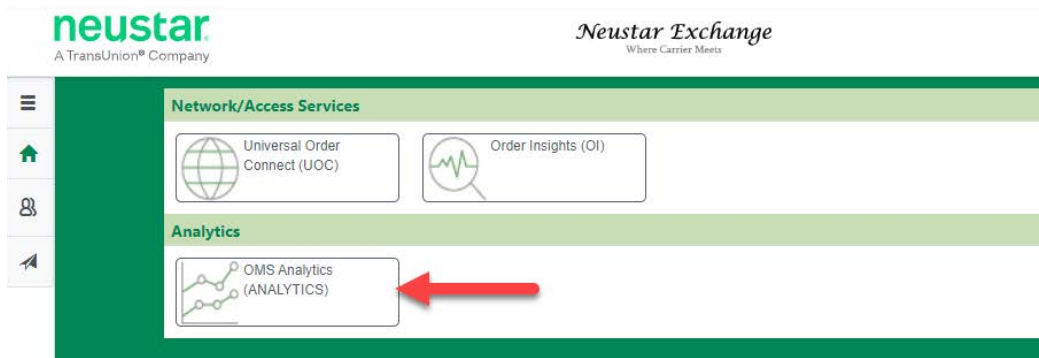 neustar
A TransUnion® Company
Neustar Exchange
Where Carrier Meets
Network/Access Services
Universal Order
Connect (UOC)
Order Insights (OI)
Analytics
OMS Analytics
(ANALYTICS)